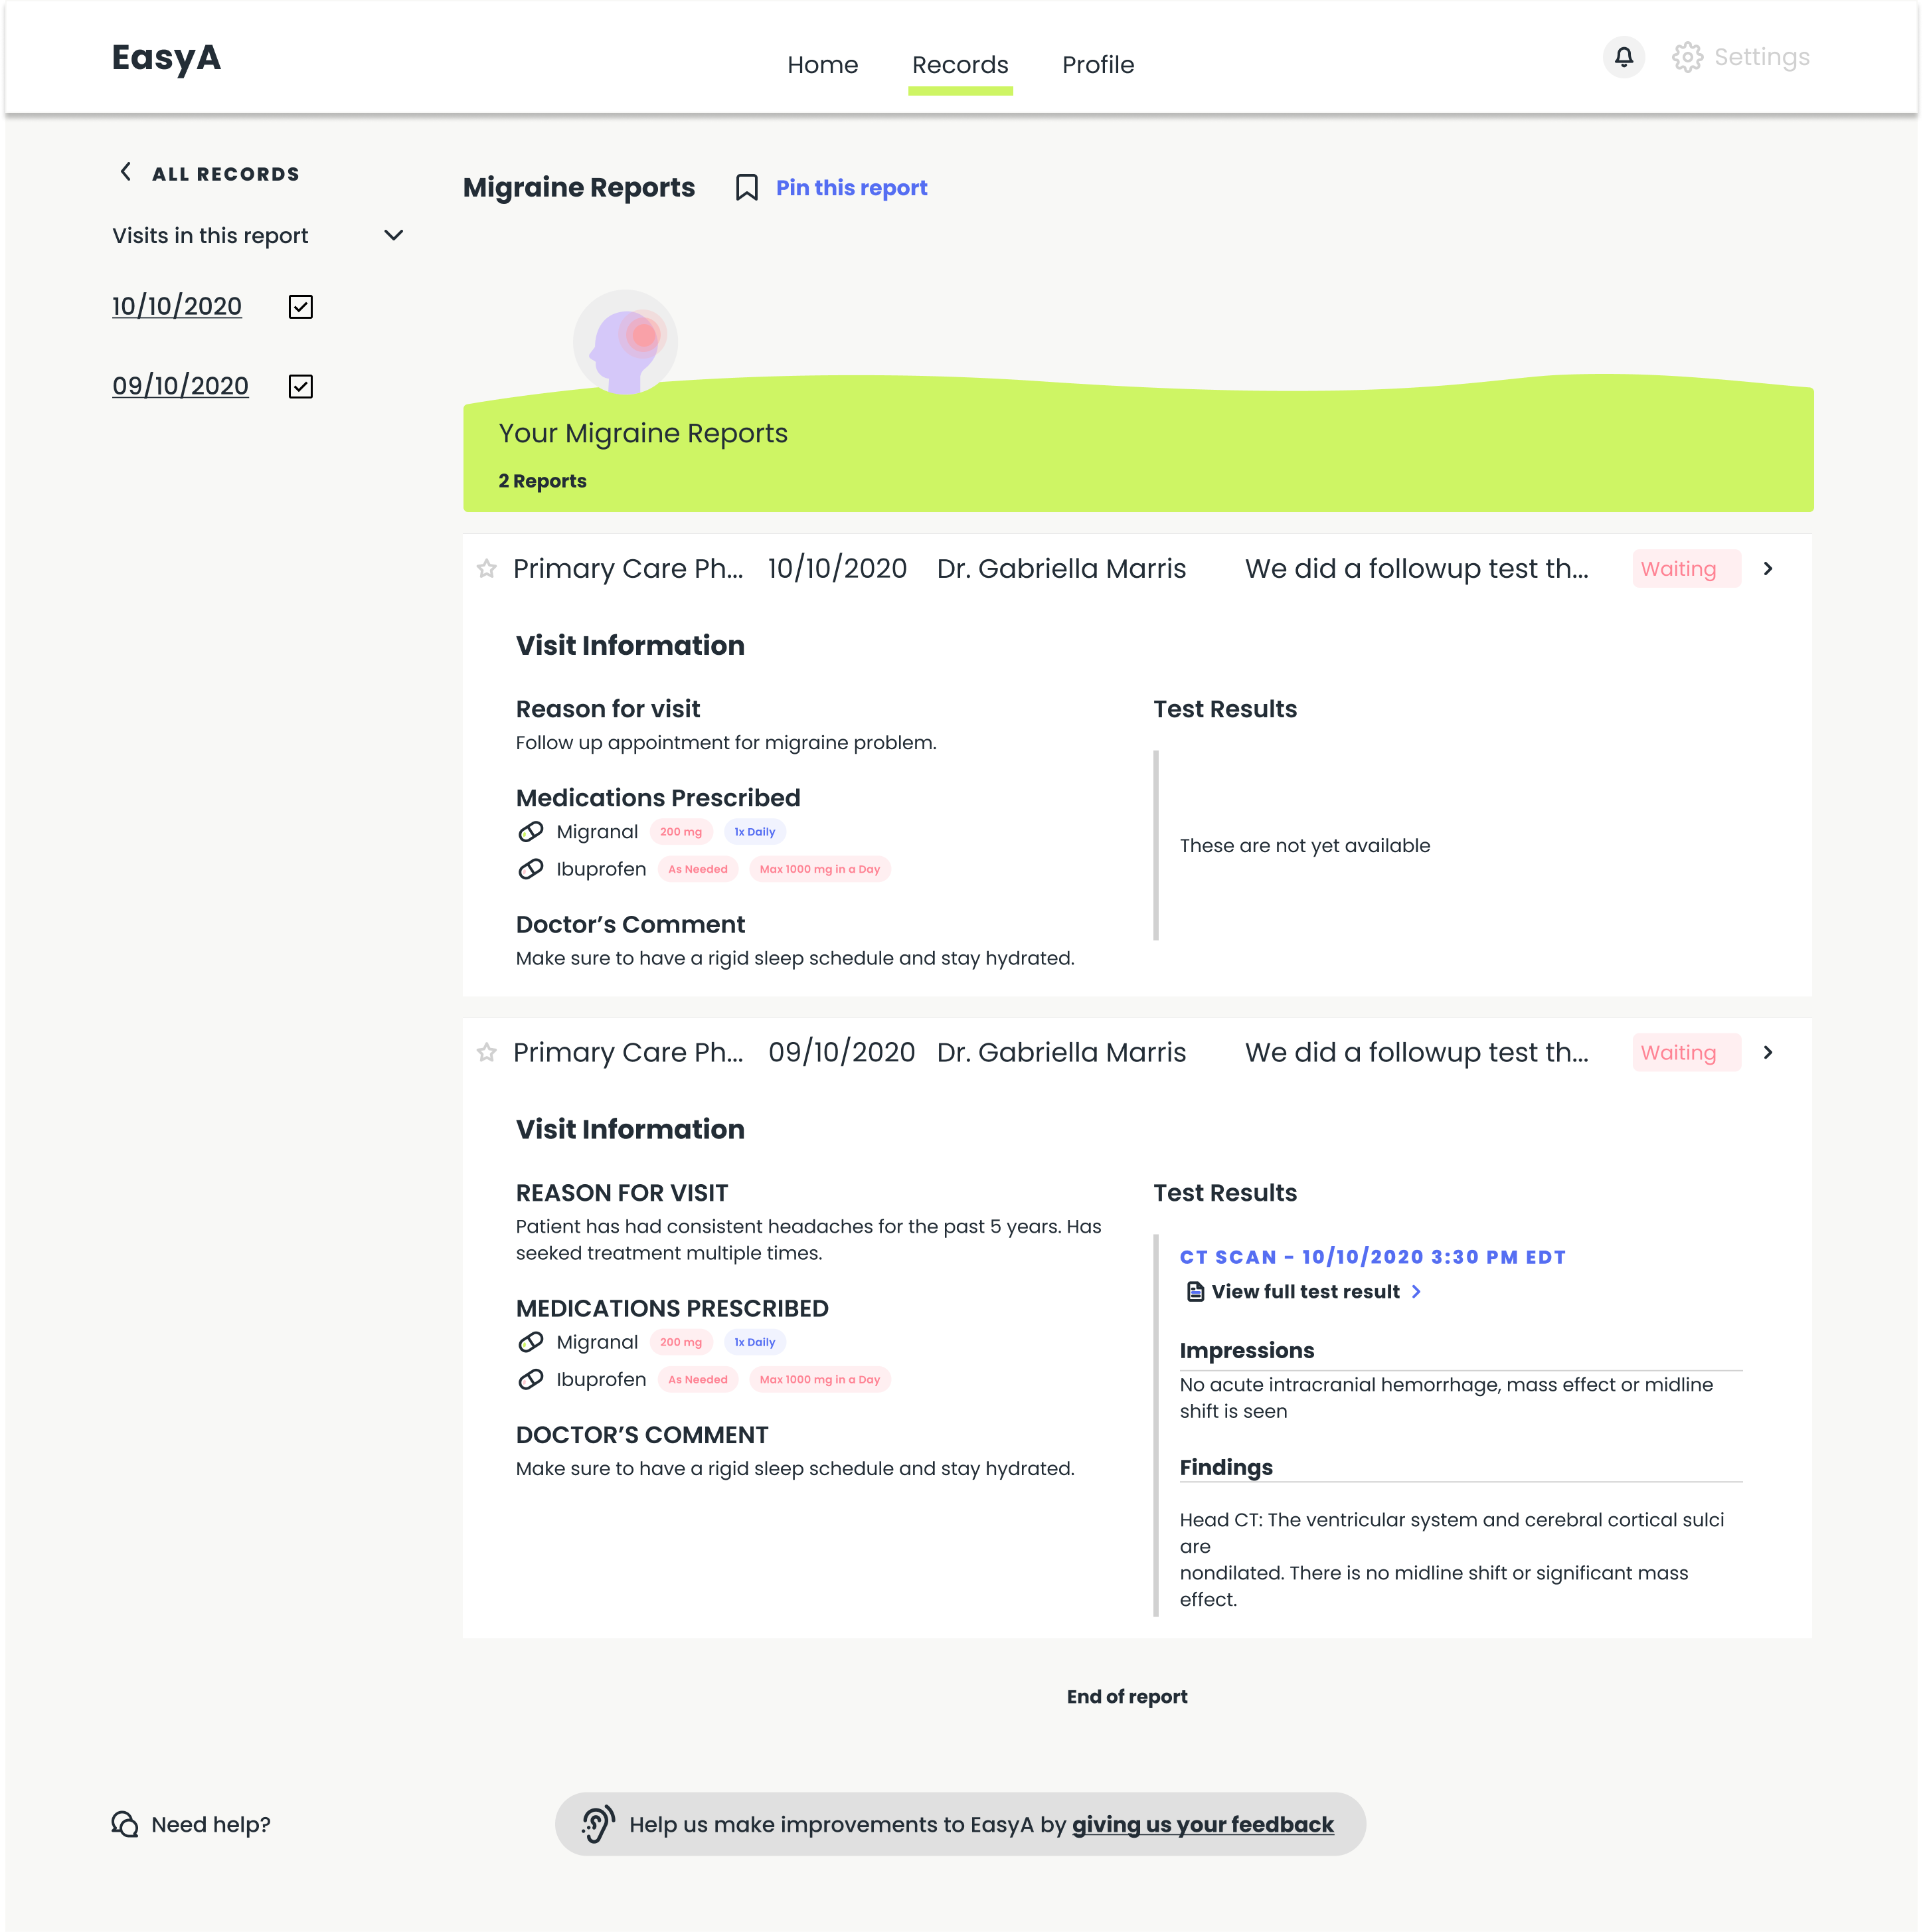 EasyA
Home Records Profile
Settings
ALL RECORDS
Visits in this report
10/10/2020
09/10/2020
Migraine Reports
Pin this report
Your Migraine Reports
2 Reports
Primary Care Ph... 10/10/2020 Dr. Gabriella Marris We did a followup test th... Waiting
Visit Information
Reason for visit
Follow up appointment for migraine problem.
Medications Prescribed
Migranal 200 mg 1x Daily
Ibuprofen As Needed Max 1000 mg in a Day
Doctor’s Comment
Make sure to have a rigid sleep schedule and stay hydrated.
Test Results
These are not yet available
Primary Care Ph... 09/10/2020 Dr. Gabriella Marris We did a followup test th... Waiting
Visit Information
REASON FOR VISIT
Patient has had consistent headaches for the past 5 years. Has
seeked treatment multiple times.
MEDICATIONS PRESCRIBED
Migranal 200 mg 1x Daily
Ibuprofen As Needed Max 1000 mg in a Day
DOCTOR’S COMMENT
Make sure to have a rigid sleep schedule and stay hydrated.
Test Results
CT SCAN - 10/10/2020 3:30 PM EDT
View full test result
Impressions
No acute intracranial hemorrhage, mass effect or midline
shift is seen
Findings
Head CT: The ventricular system and cerebral cortical sulci
are
nondilated. There is no midline shift or significant mass
effect.
End of report
Need help?
Help us make improvements to EasyA by giving us your feedback